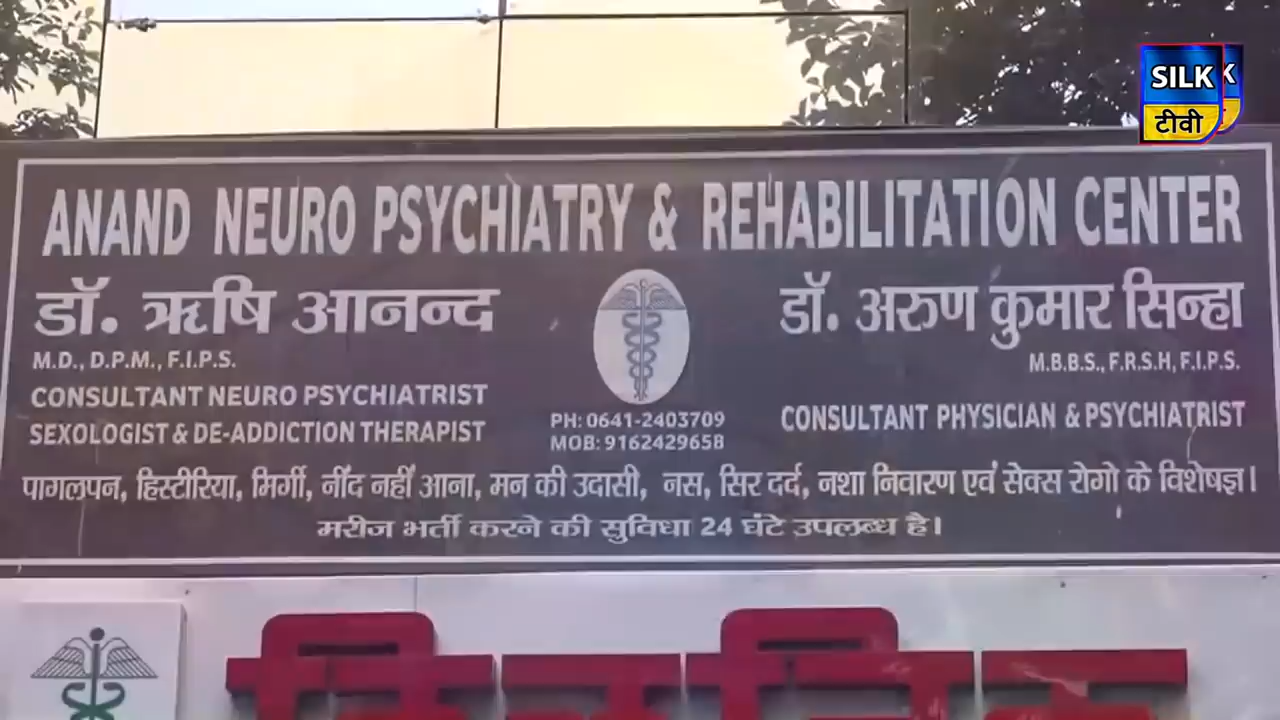 SILK K
टीवी
ANAND NEURO PSYCHIATRY & REHABILITATION CENTER
डॉ. ऋषि आनन्द
M.D., D.P.M., F.I.P.S.
CONSULTANT NEURO PSYCHIATRIST
SEXOLOGIST & DE-ADDICTION THERAPIST
PH: 0641-2403709
MOB: 9162429658
डॉ. अरुण कुमार सिन्हा
M.B.B.S., F.R.S.H, F.I.P.S.
CONSULTANT PHYSICIAN & PSYCHIATRIST
पागलपन, हिस्टीरिया, मिर्गी, नींद नहीं आना, मन की उदासी, नस, सिर दर्द, नशा निवारण एवं सेक्स रोगो के विशेषज्ञ।
मरीज भर्ती करने की सुविधा 24 घंटे उपलब्ध है।